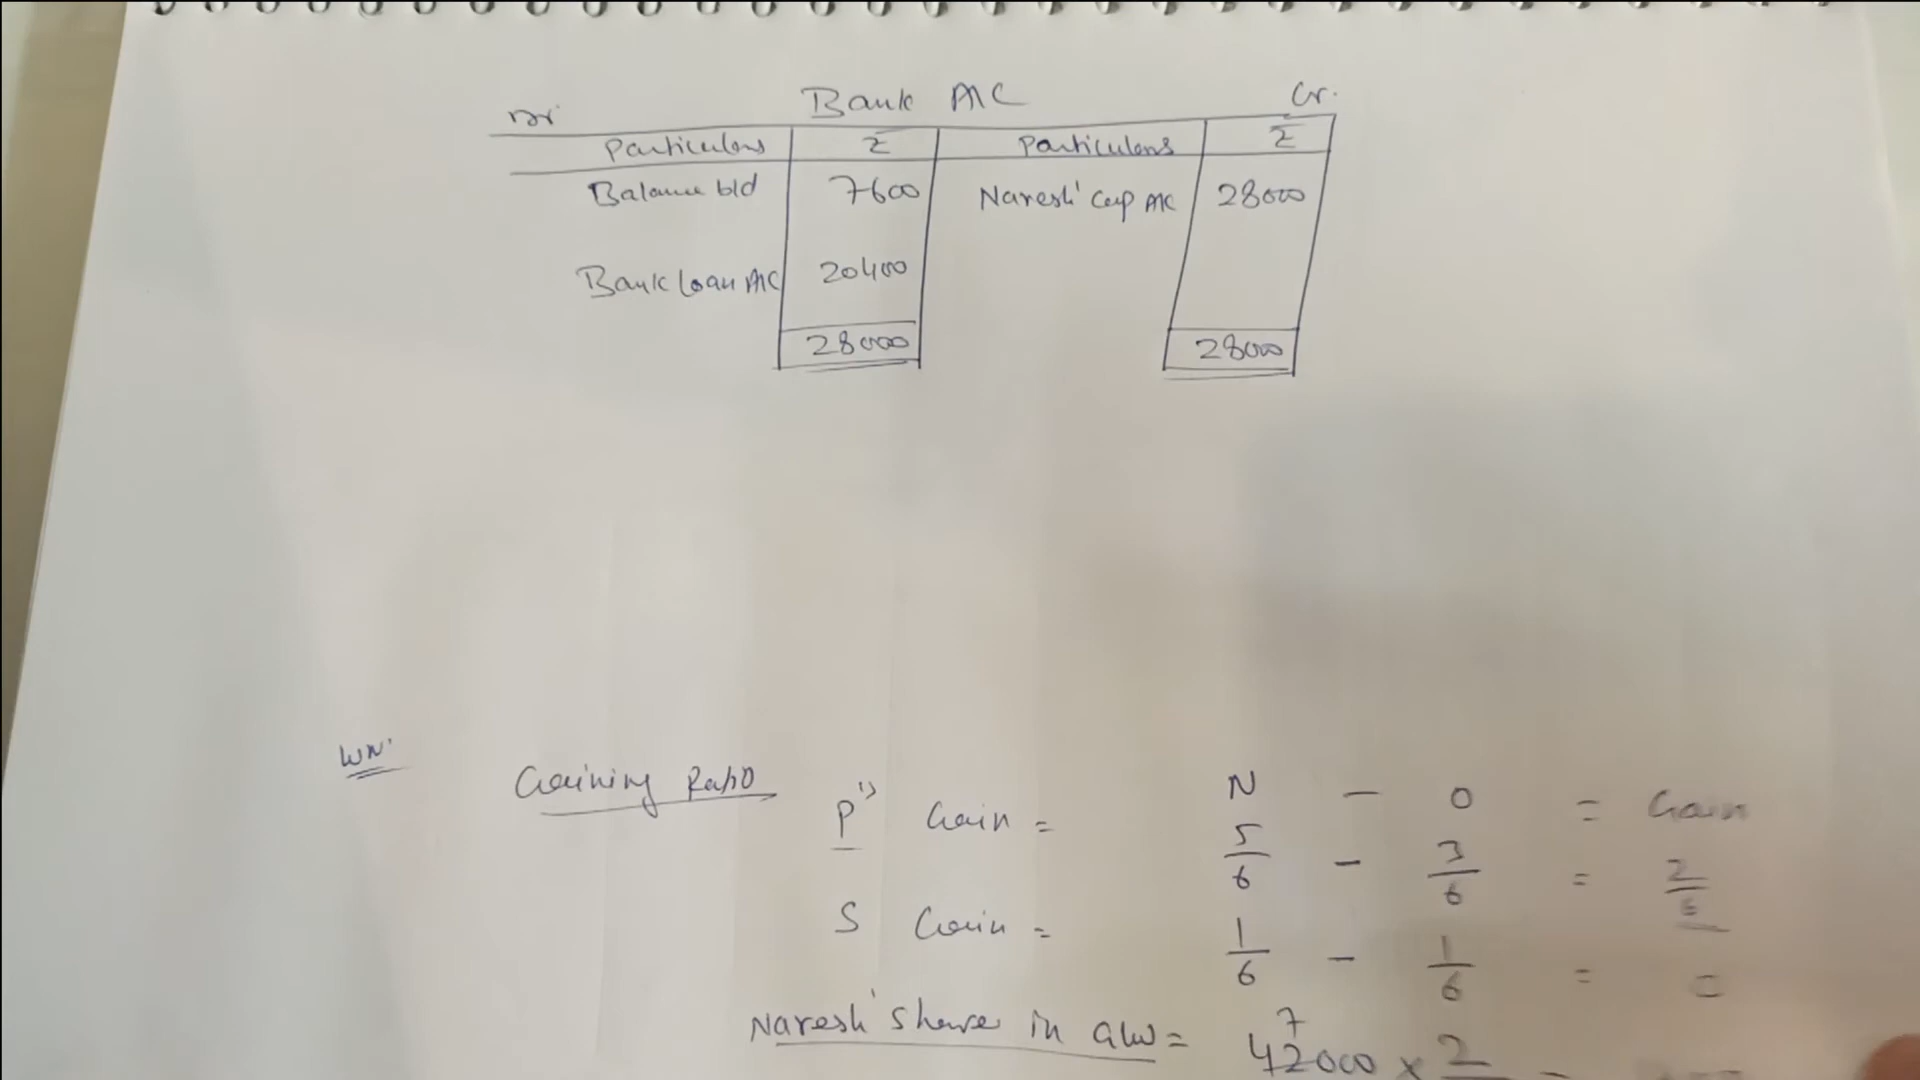 Dr Bank A/C Cr.
Particulars ₹ Particulars ₹
Balance b/d 7600 Naresh' Cap A/c 28000
Bank Loan A/C 20400
28000 28000
WN:
Gaining Ratio
P's Gain = N - O = Gain
5/6 - 3/6 = 2/6
S Gain = 1/6 - 1/6 = 0
Naresh' share in G/W = 42000 × 2
7